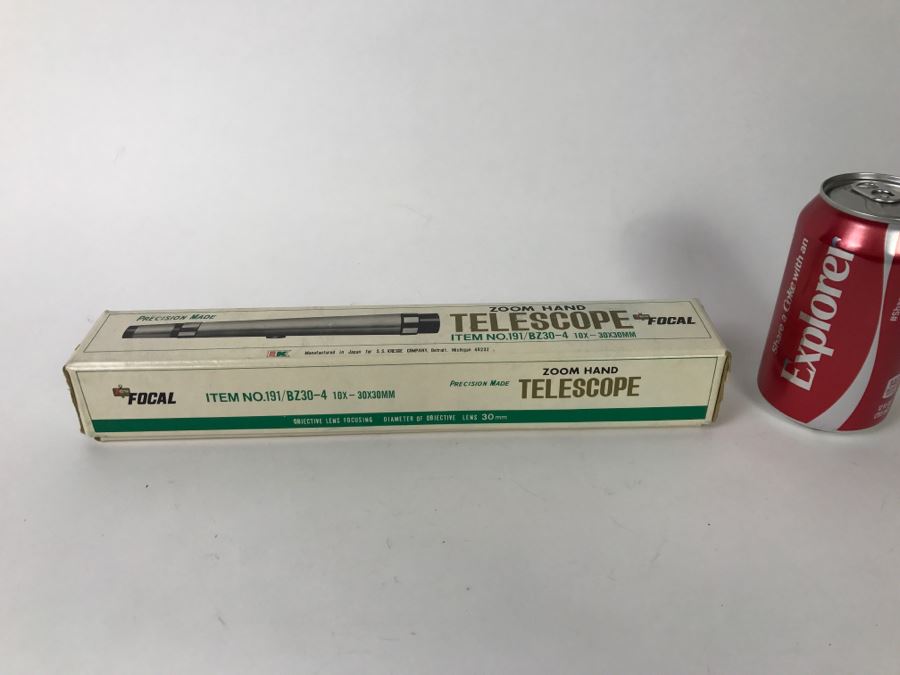 PRECISION MADE
ZOOM HAND
TELESCOPE
FOCAL
ITEM NO.191/BZ30-4 10X-30X30MM
Manufactured in Japan for S.S. KRESGE COMPANY, Detroit, Michigan 48232
FOCAL
ITEM NO.191/BZ30-4 10X-30X30MM
PRECISION MADE
ZOOM HAND
TELESCOPE
OBJECTIVE LENS FOCUSING DIAMETER OF OBJECTIVE LENS 30mm
Share a Coke with an
Explorer